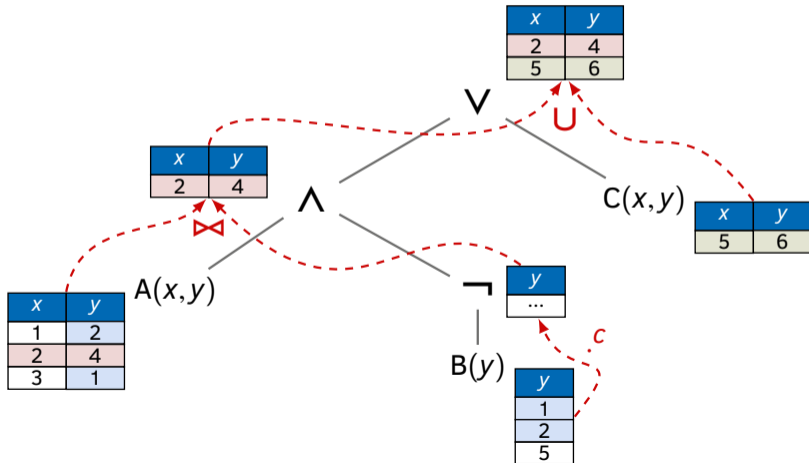 x y
2 4
5 6
∨
∪
x y
2 4
∧
C(x, y)
⋈
x y
5 6
A(x, y)
x y
1 2
2 4
3 1
¬
y
...
.c
B(y)
y
1
2
5